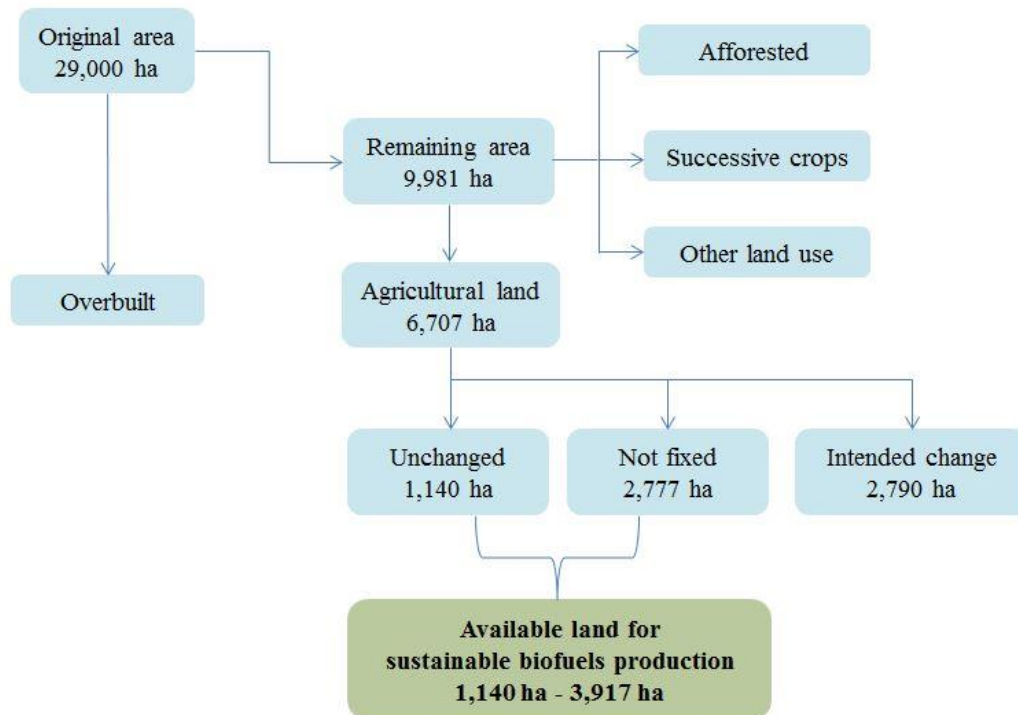 Original area
29,000 ha
Afforested
Remaining area
9,981 ha
Successive crops
Other land use
Overbuilt
Agricultural land
6,707 ha
Unchanged
1,140 ha
Not fixed
2,777 ha
Intended change
2,790 ha
Available land for
sustainable biofuels production
1,140 ha - 3,917 ha